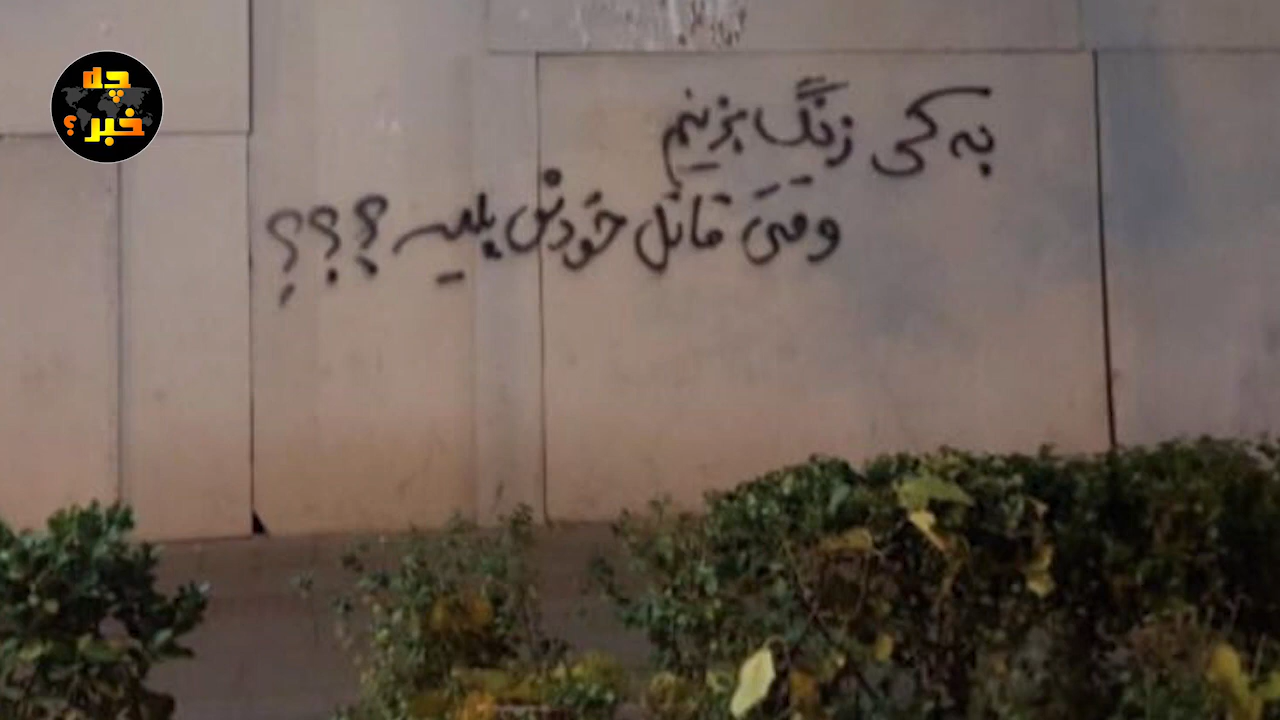 چه
خبر؟
به کی زنگ بزنیم
وقتی قاتل خودش پلیسه؟؟؟